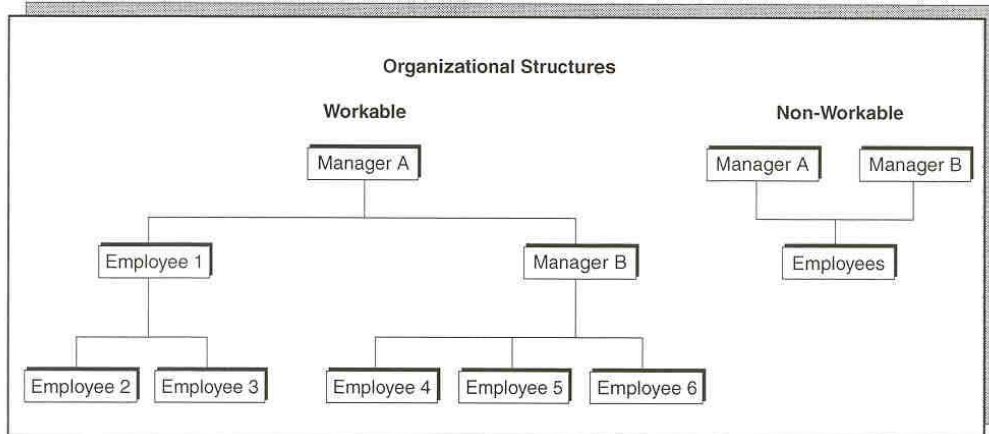 Organizational Structures
Workable
Non-Workable
Manager A
Manager A
Manager B
Employee 1
Manager B
Employees
Employee 2
Employee 3
Employee 4
Employee 5
Employee 6